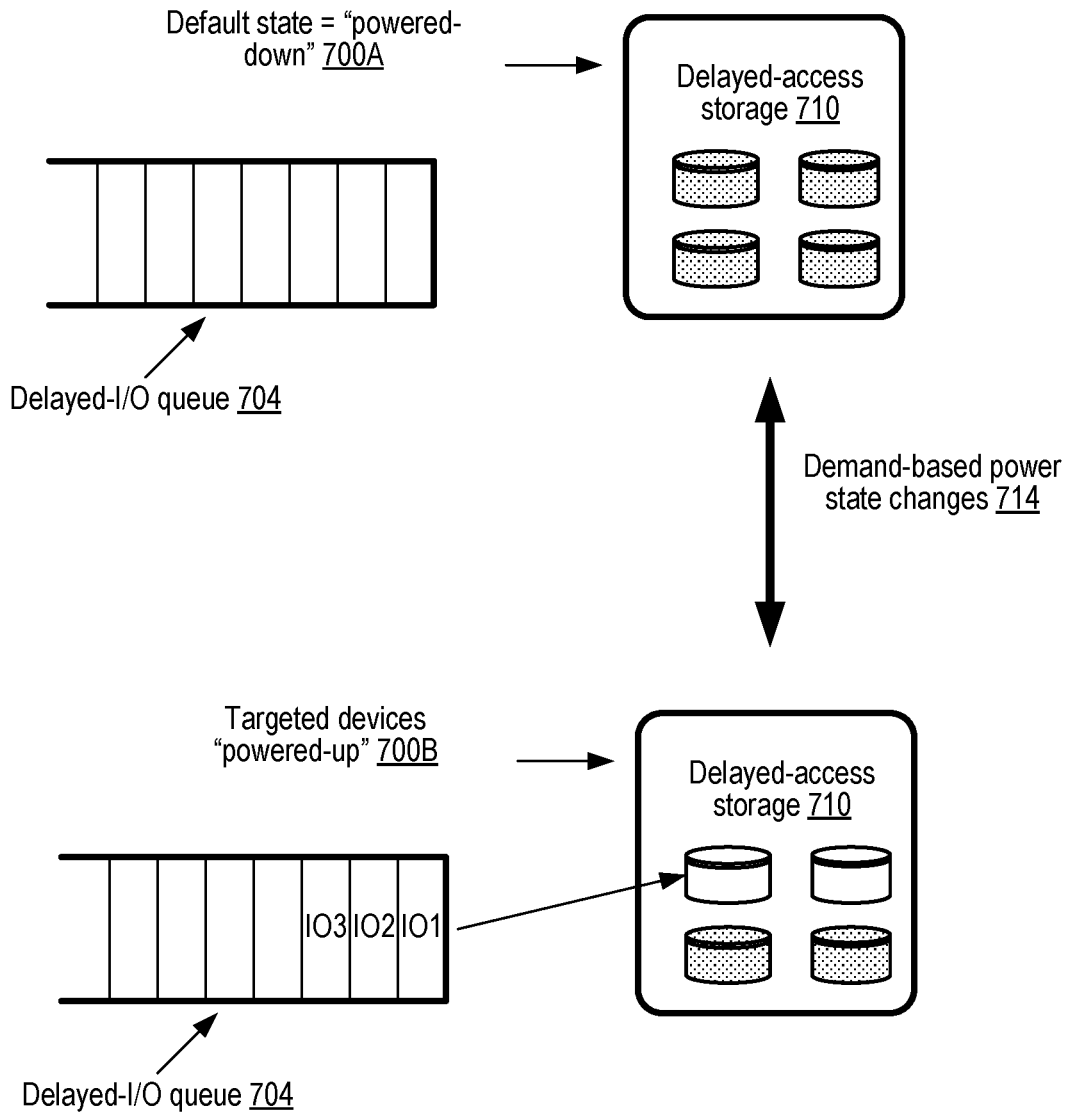 Default state = “powered-
down” 700A
Delayed-access
storage 710
Delayed-I/O queue 704
Demand-based power
state changes 714
Targeted devices
“powered-up” 700B
Delayed-access
storage 710
IO3 IO2 IO1
Delayed-I/O queue 704